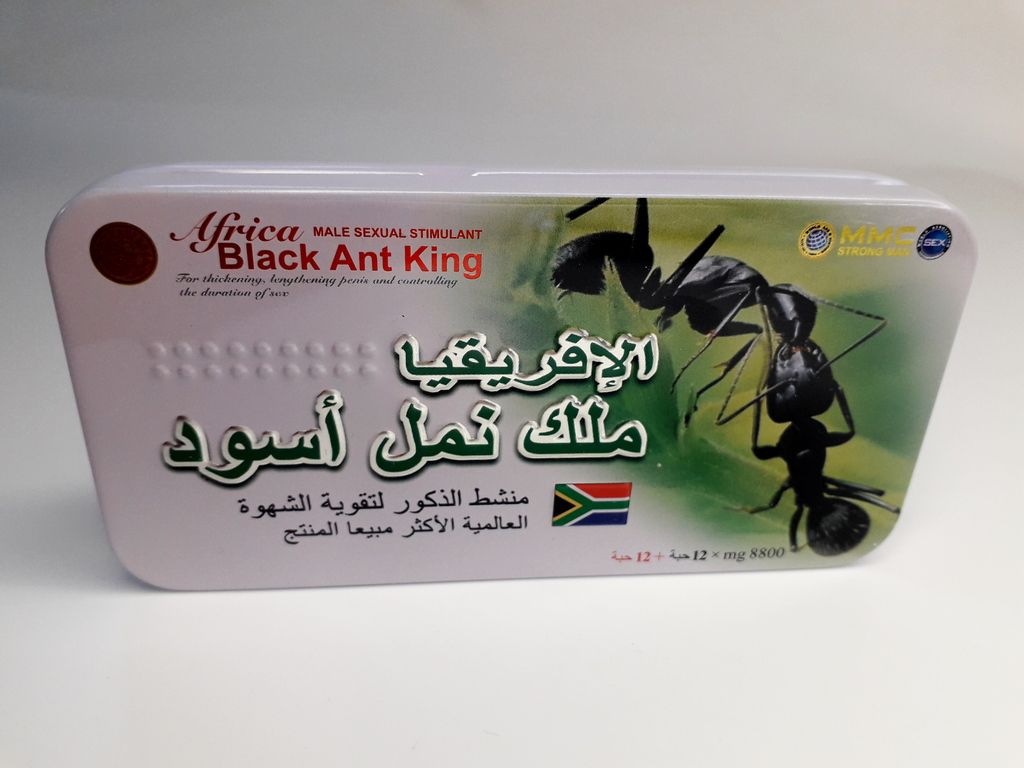 Africa MALE SEXUAL STIMULANT
Black Ant King
For thickening, lengthening penis and controlling
the duration of sex
MMC
STRONG MAN
SEX
الإفريقيا
ملك نمل أسود
منشط الذكور لتقوية الشهوة
العالمية الأكثر مبيعا المنتج
8800 mg × 12 حبة + 12 حبة